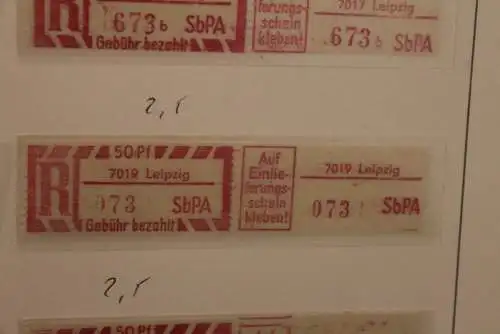 7017 Leipzig
R 673 b SbPA
Gebühr bezahlt
ierungs-
schein
kleben!
673 b SbPA
2,5
50 Pf
R
7019 Leipzig
073 SbPA
Gebühr bezahlt
Auf
Einlie-
ferungs-
schein
kleben!
7019 Leipzig
073 SbPA
2,5
50 Pf